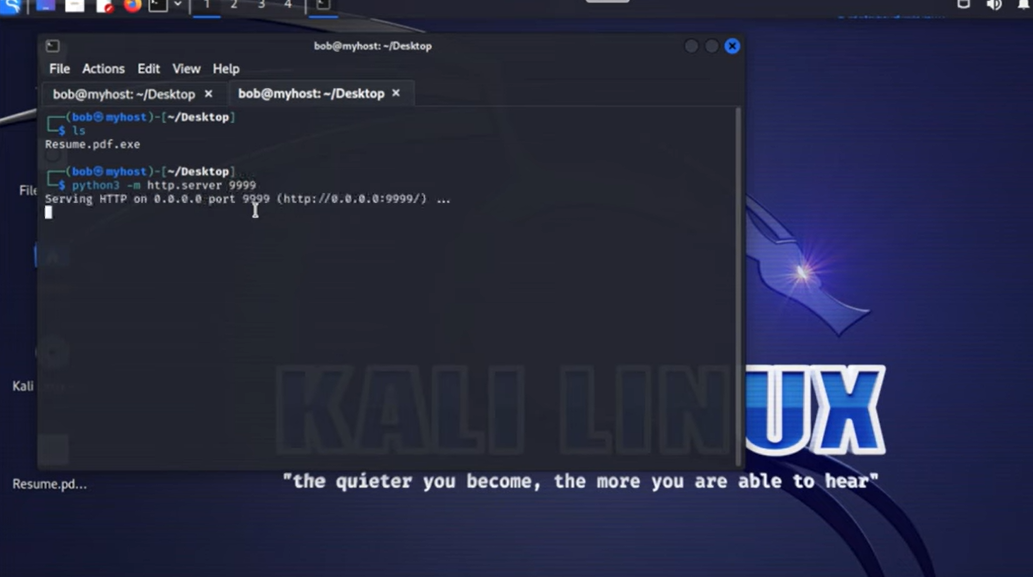 1 2 3 4
bob@myhost: ~/Desktop
File Actions Edit View Help
bob@myhost: ~/Desktop × bob@myhost: ~/Desktop ×
┌──(bob㉿myhost)-[~/Desktop]
└─$ ls
Resume.pdf.exe
┌──(bob㉿myhost)-[~/Desktop]
└─$ python3 -m http.server 9999
Serving HTTP on 0.0.0.0 port 9999 (http://0.0.0.0:9999/) ...
File
Kali
KALI LINUX
Resume.pd...
"the quieter you become, the more you are able to hear"